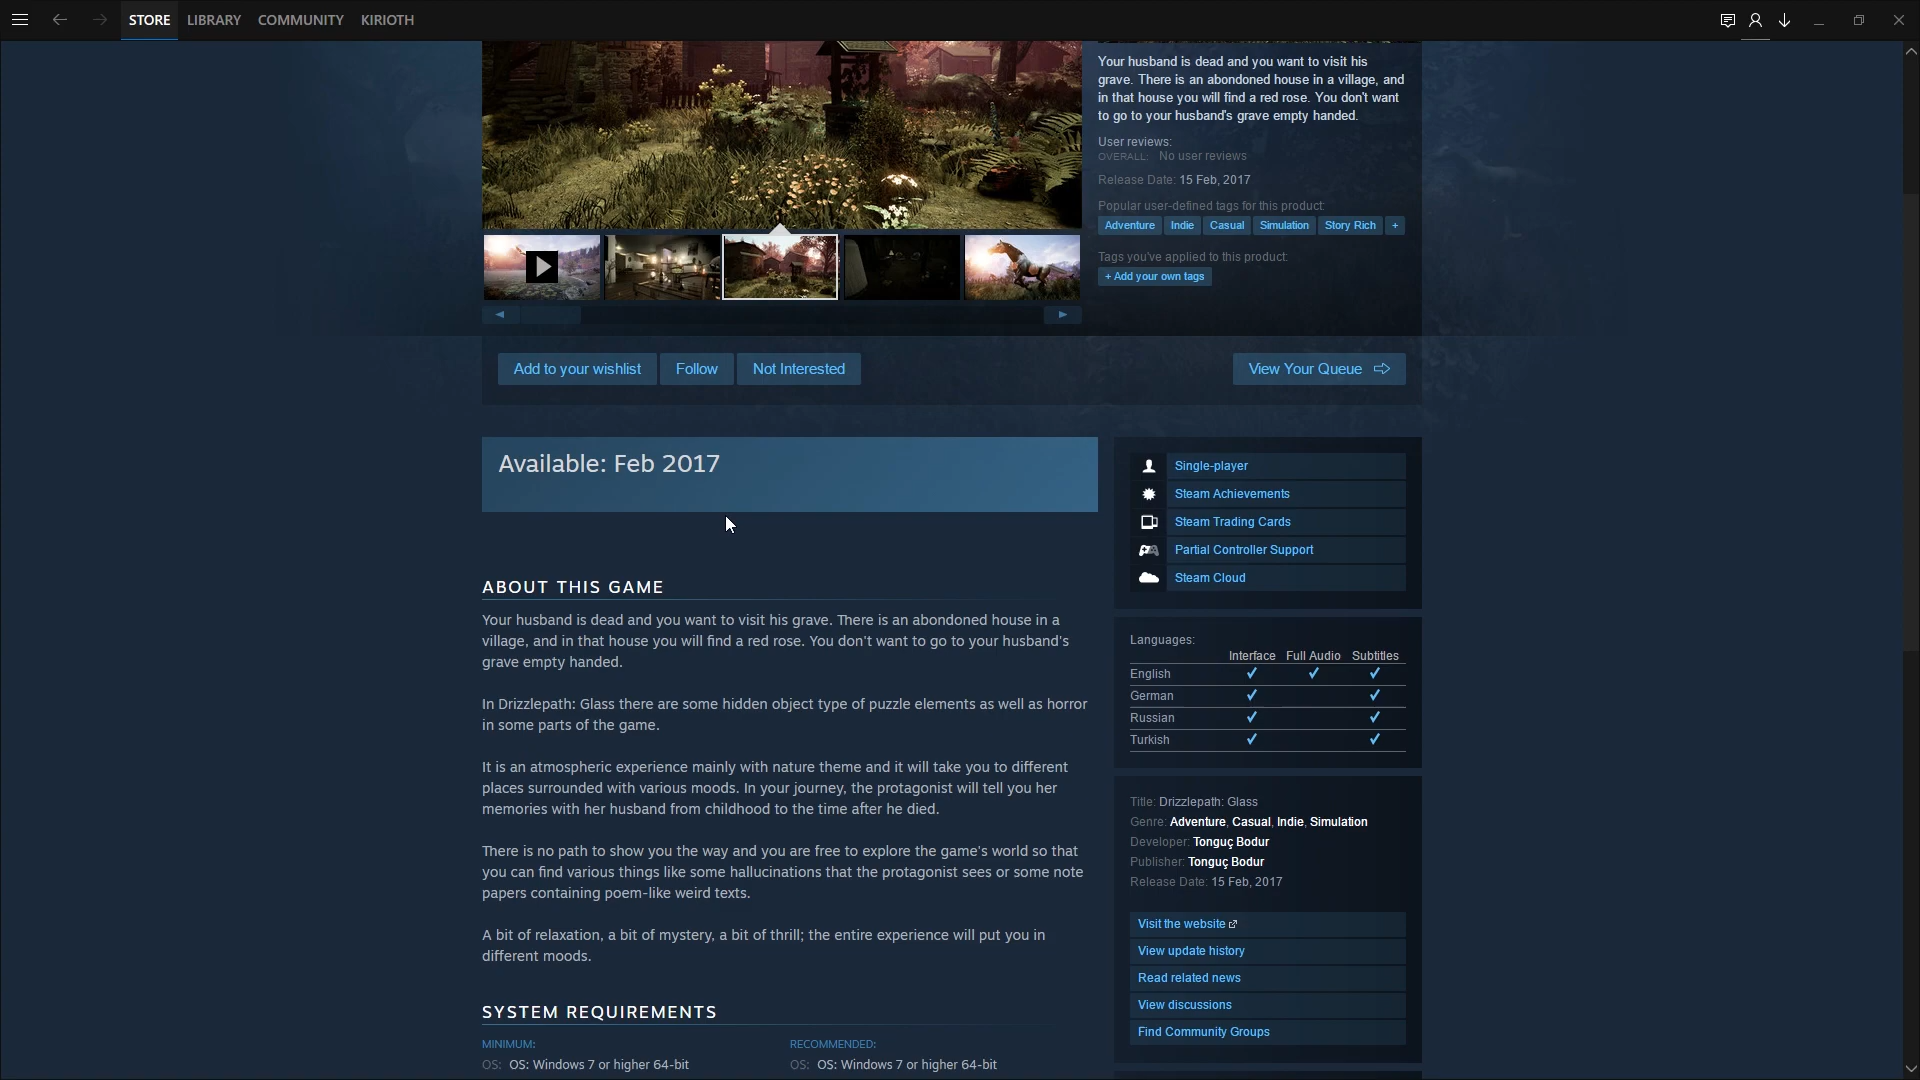 STORE LIBRARY COMMUNITY KIRIOTH
Your husband is dead and you want to visit his
grave. There is an abondoned house in a village, and
in that house you will find a red rose. You don't want
to go to your husband's grave empty handed.
User reviews:
OVERALL: No user reviews
Release Date: 15 Feb, 2017
Popular user-defined tags for this product:
Adventure Indie Casual Simulation Story Rich +
Tags you've applied to this product:
+ Add your own tags
Add to your wishlist Follow Not Interested View Your Queue
Available: Feb 2017
ABOUT THIS GAME
Your husband is dead and you want to visit his grave. There is an abondoned house in a
village, and in that house you will find a red rose. You don't want to go to your husband's
grave empty handed.
In Drizzlepath: Glass there are some hidden object type of puzzle elements as well as horror
in some parts of the game.
It is an atmospheric experience mainly with nature theme and it will take you to different
places surrounded with various moods. In your journey, the protagonist will tell you her
memories with her husband from childhood to the time after he died.
There is no path to show you the way and you are free to explore the game's world so that
you can find various things like some hallucinations that the protagonist sees or some note
papers containing poem-like weird texts.
A bit of relaxation, a bit of mystery, a bit of thrill; the entire experience will put you in
different moods.
SYSTEM REQUIREMENTS
MINIMUM:
OS: OS: Windows 7 or higher 64-bit
RECOMMENDED:
OS: OS: Windows 7 or higher 64-bit
Single-player
Steam Achievements
Steam Trading Cards
Partial Controller Support
Steam Cloud
Languages:
Interface Full Audio Subtitles
English ✓ ✓ ✓
German ✓ ✓
Russian ✓ ✓
Turkish ✓ ✓
Title: Drizzlepath: Glass
Genre: Adventure, Casual, Indie, Simulation
Developer: Tonguç Bodur
Publisher: Tonguç Bodur
Release Date: 15 Feb, 2017
Visit the website
View update history
Read related news
View discussions
Find Community Groups